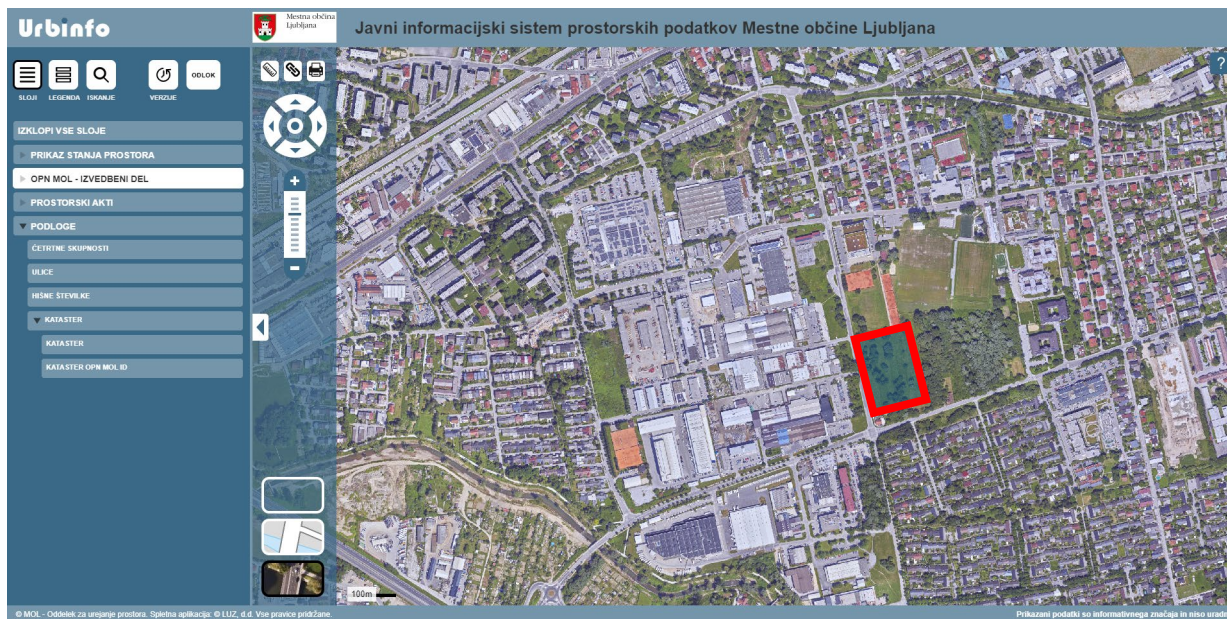 Urbinfo
Mestna občina
Ljubljana
Javni informacijski sistem prostorskih podatkov Mestne občine Ljubljana
?
SLOJI LEGENDA ISKANJE VERZIJE ODLOK
IZKLOPI VSE SLOJE
PRIKAZ STANJA PROSTORA
OPN MOL - IZVEDBENI DEL
PROSTORSKI AKTI
PODLOGE
ČETRTNE SKUPNOSTI
ULICE
HIŠNE ŠTEVILKE
KATASTER
KATASTER
KATASTER OPN MOL ID
100m
© MOL - Oddelek za urejanje prostora. Spletna aplikacija: © LUZ, d.d. Vse pravice pridržane.
Prikazani podatki so informativnega značaja in niso uradn